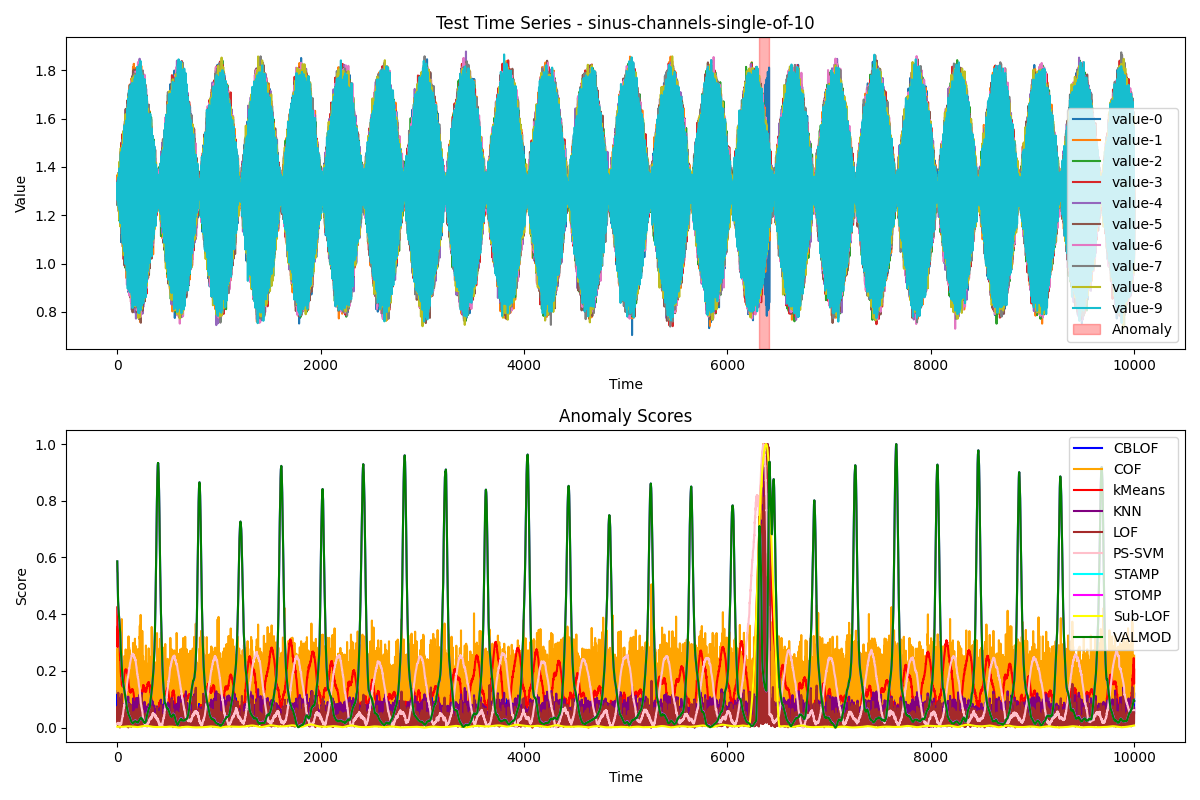 Test Time Series - sinus-channels-single-of-10
Value
1.8
1.6
1.4
1.2
1.0
0.8
value-0
value-1
value-2
value-3
value-4
value-5
value-6
value-7
value-8
value-9
Anomaly
0 2000 4000 6000 8000 10000
Time
Anomaly Scores
Score
1.0
0.8
0.6
0.4
0.2
0.0
CBLOF
COF
kMeans
KNN
LOF
PS-SVM
STAMP
STOMP
Sub-LOF
VALMOD
0 2000 4000 6000 8000 10000
Time